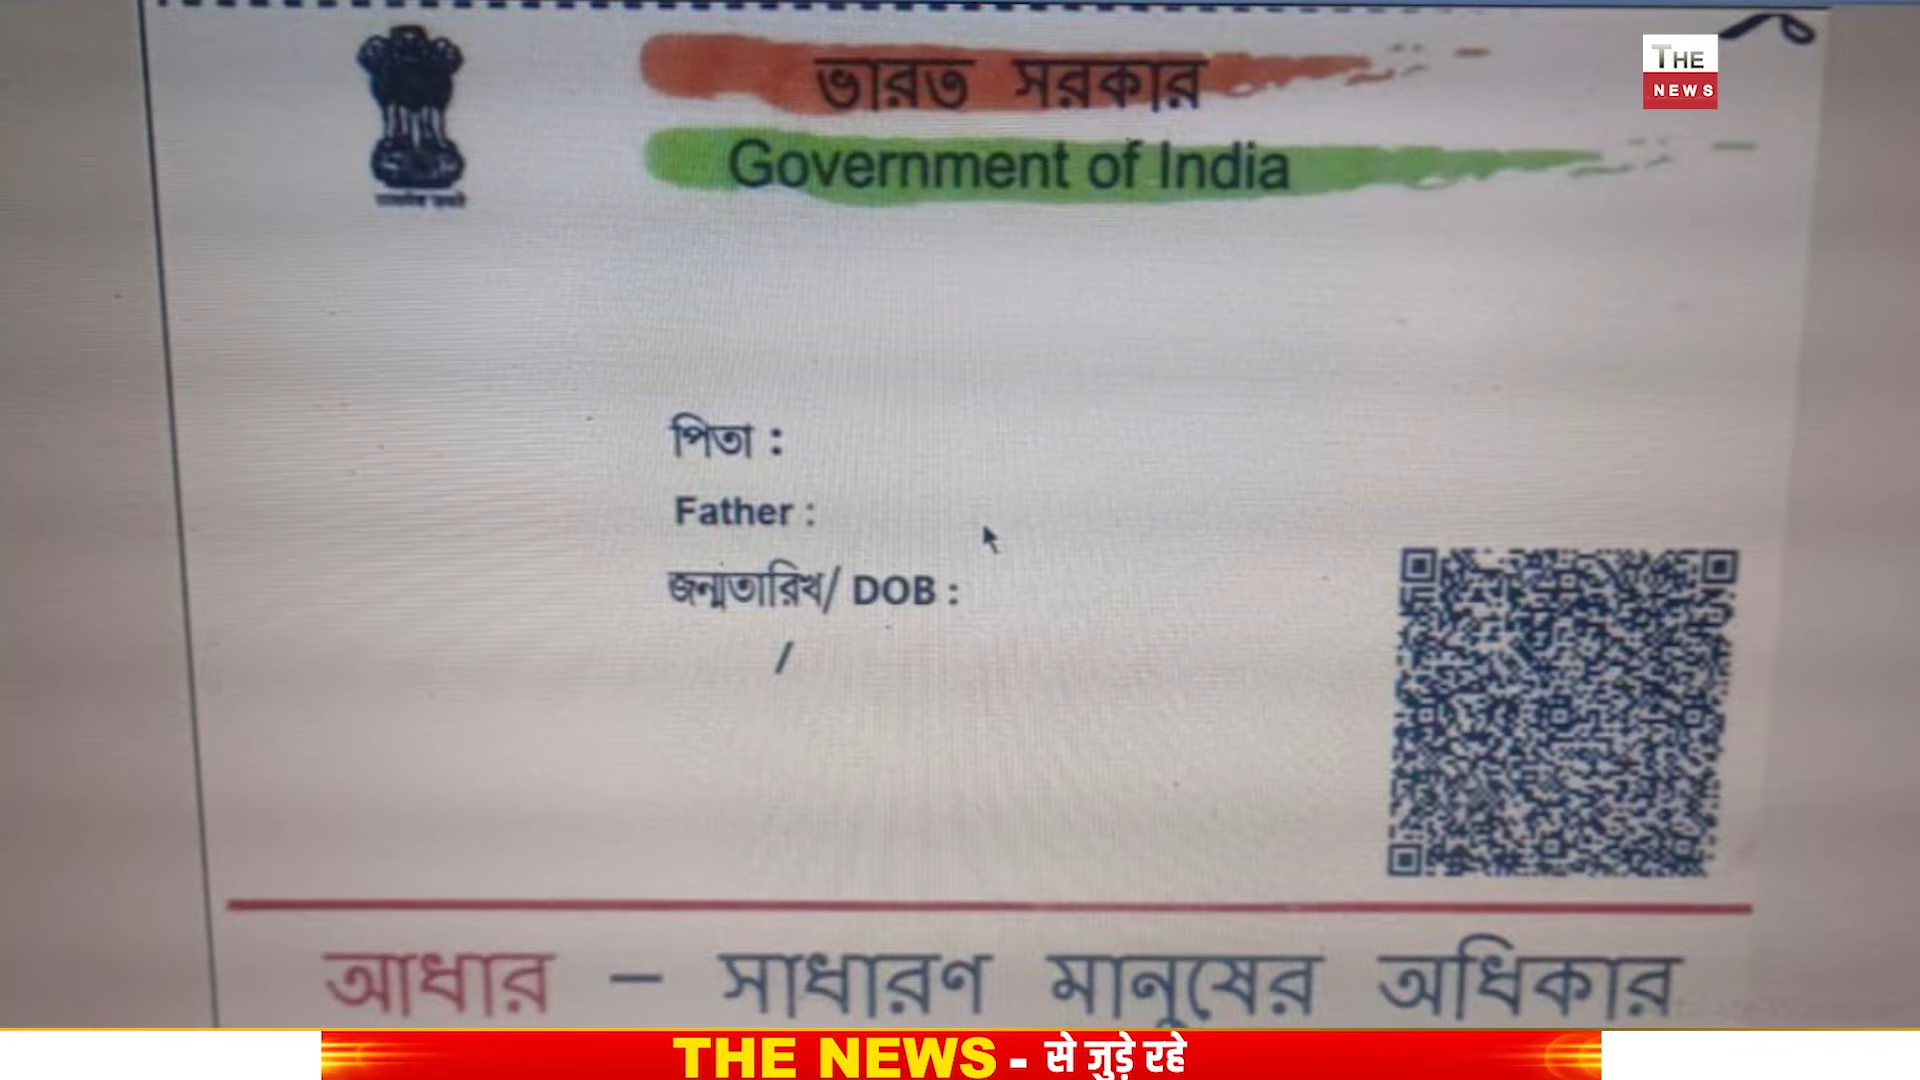 ভারত সরকার
THE
NEWS
Government of India
পিতা :
Father :
জন্মতারিখ/ DOB :
/
আধার – সাধারণ মানুষের অধিকার
THE NEWS - से जुड़े रहे